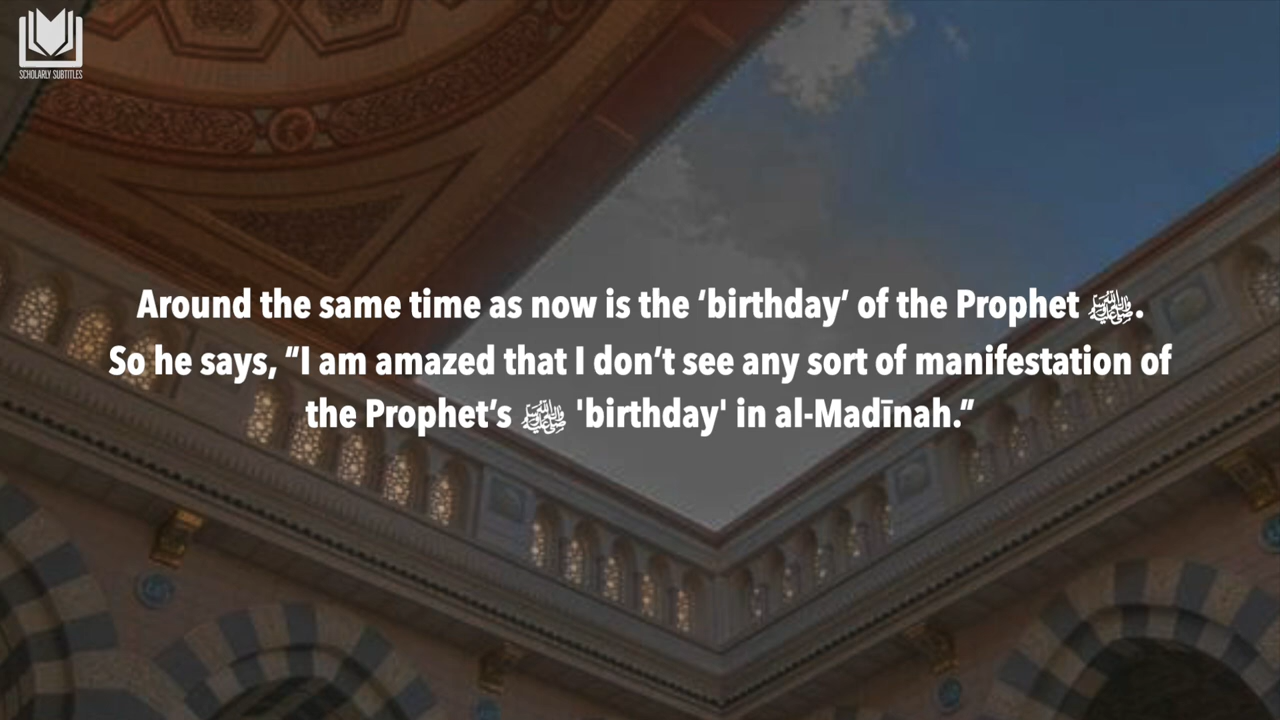 SCHOLARLY SUBTITLES
Around the same time as now is the ‘birthday’ of the Prophet ﷺ.
So he says, “I am amazed that I don’t see any sort of manifestation of
the Prophet’s ﷺ 'birthday' in al-Madīnah.”